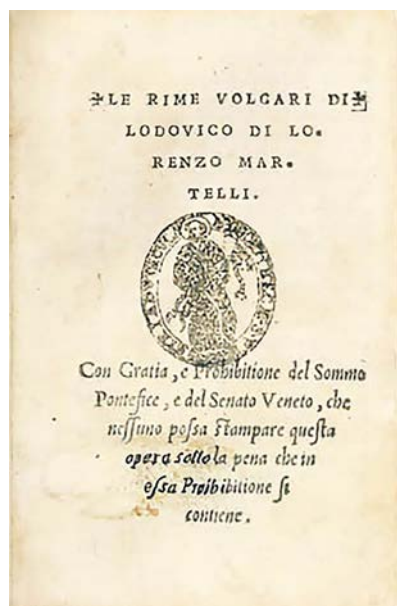 LE RIME VOLGARI DI
LODOVICO DI LO.
RENZO MAR.
TELLI.
Con Gratia, e Prohibitione del Sommo
Pontefice, e del Senato Veneto, che
neſſuno poſſa ſtampare queſta
opera sotto la pena che in
eſſa Prohibitione ſi
contiene.